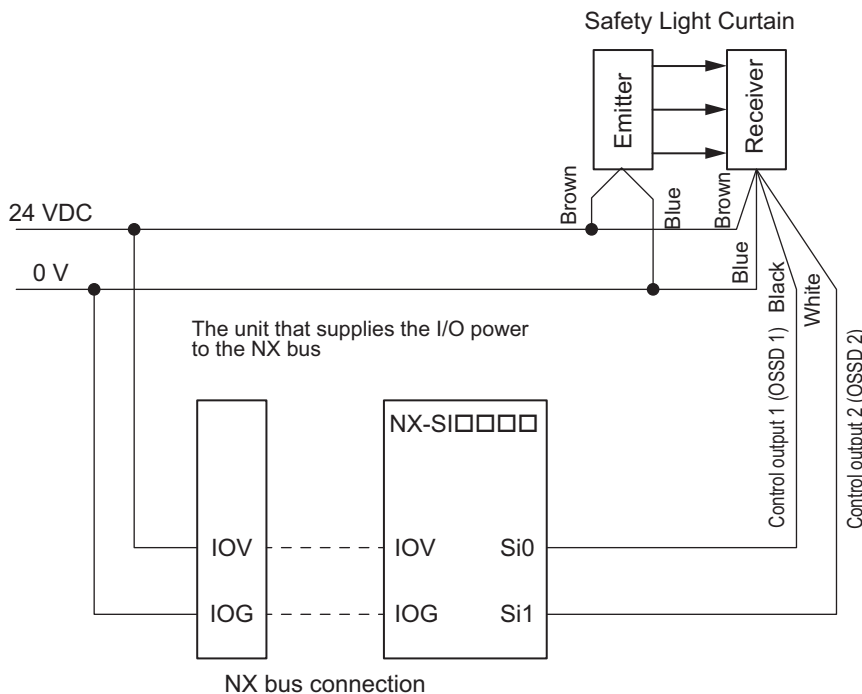 Safety Light Curtain
Emitter
Receiver
Brown
Blue
Brown
24 VDC
0 V
Blue
Black
White
The unit that supplies the I/O power
to the NX bus
Control output 1 (OSSD 1)
Control output 2 (OSSD 2)
NX-SI□□□□
IOV
IOV
Si0
IOG
IOG
Si1
NX bus connection